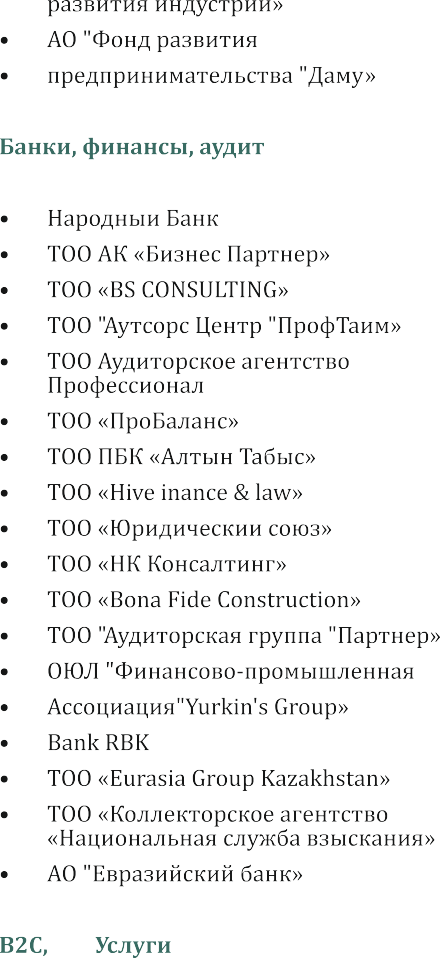 развития индустрии»
• АО "Фонд развития
• предпринимательства "Даму»
Банки, финансы, аудит
• Народныи Банк
• ТОО АК «Бизнес Партнер»
• ТОО «BS CONSULTING»
• ТОО "Аутсорс Центр "ПрофТаим»
• ТОО Аудиторское агентство
Профессионал
• ТОО «ПроБаланс»
• ТОО ПБК «Алтын Табыс»
• ТОО «Hive inance & law»
• ТОО «Юридическии союз»
• ТОО «НК Консалтинг»
• ТОО «Bona Fide Construction»
• ТОО "Аудиторская группа "Партнер»
• ОЮЛ "Финансово-промышленная
• Ассоциация"Yurkin's Group»
• Bank RBK
• ТОО «Eurasia Group Kazakhstan»
• ТОО «Коллекторское агентство
«Национальная служба взыскания»
• АО "Евразийский банк»
B2C, Услуги